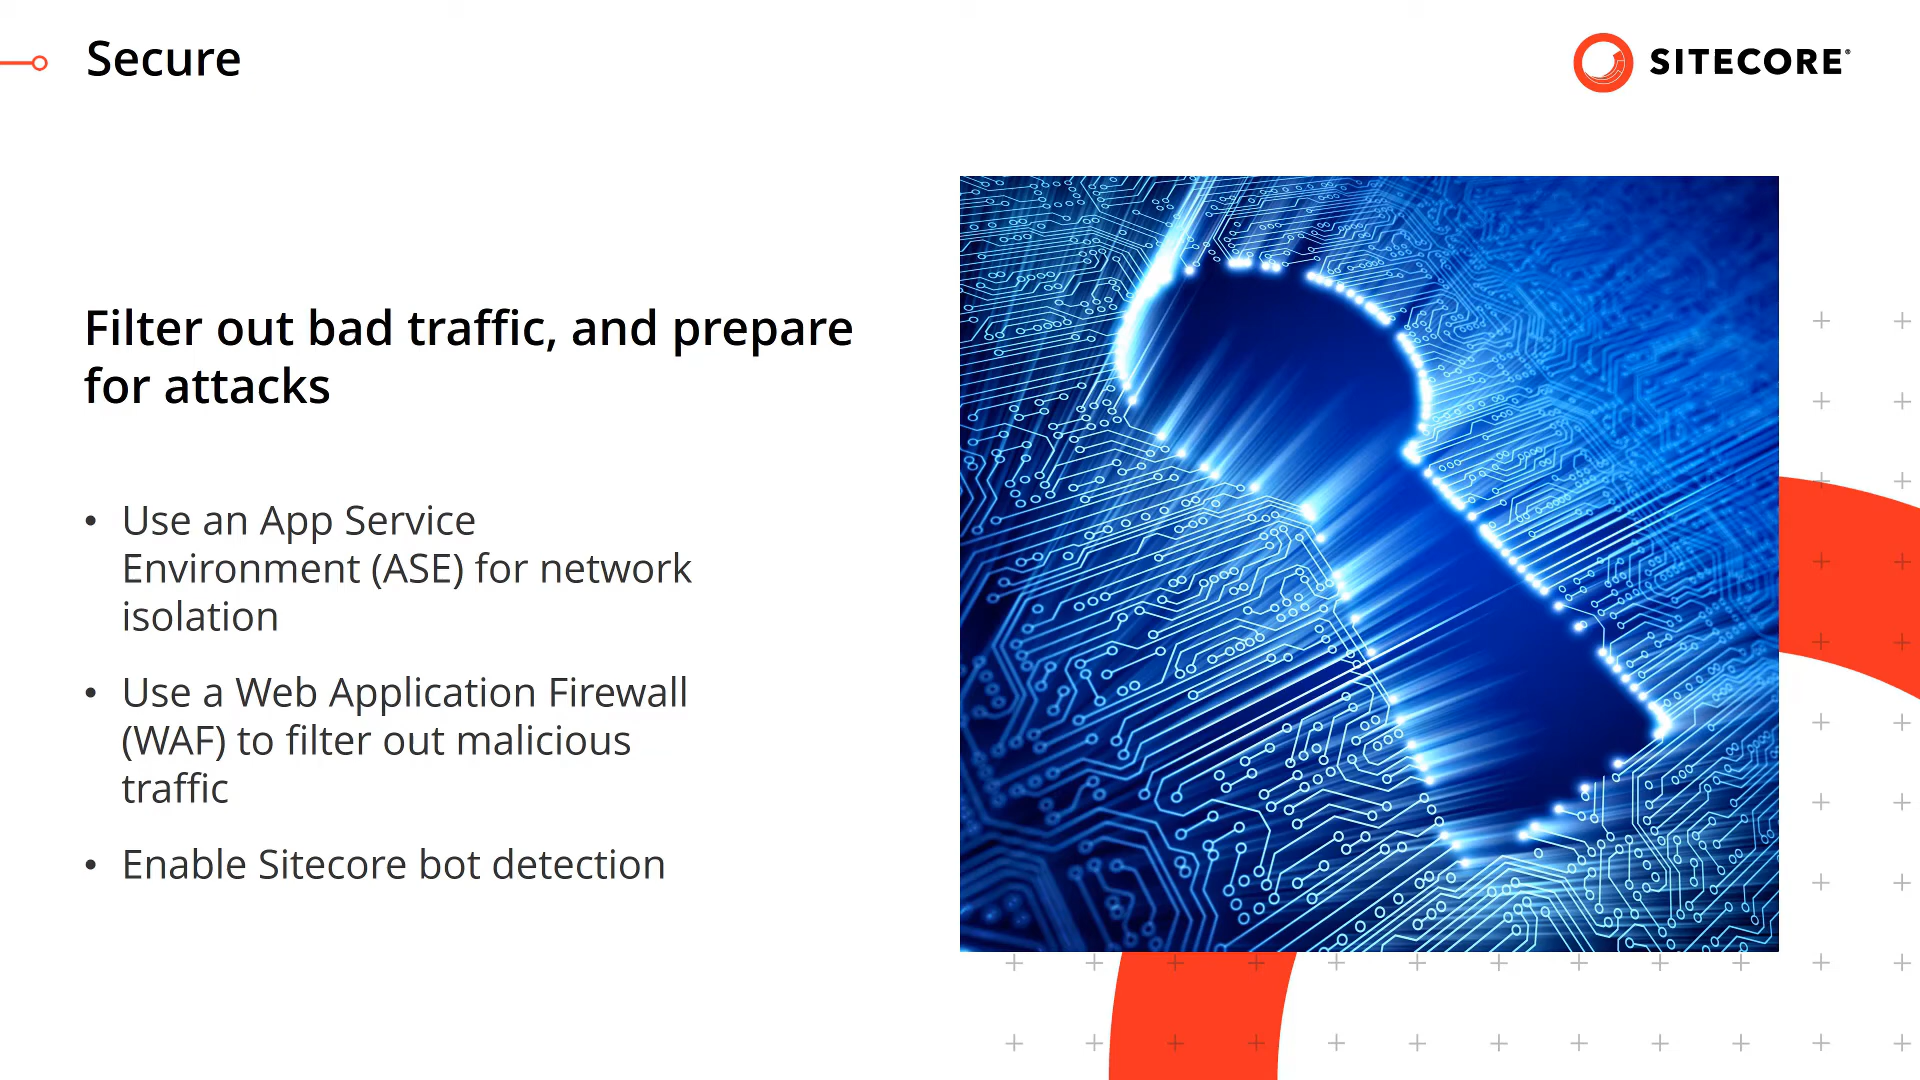 Secure
SITECORE
Filter out bad traffic, and prepare
for attacks
• Use an App Service
Environment (ASE) for network
isolation
• Use a Web Application Firewall
(WAF) to filter out malicious
traffic
• Enable Sitecore bot detection